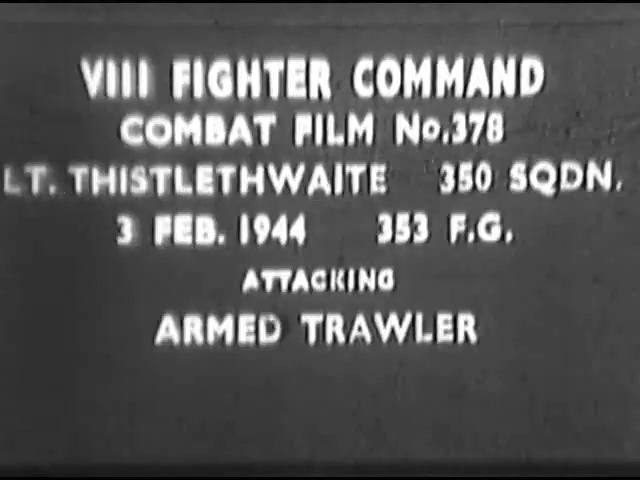 VIII FIGHTER COMMAND
COMBAT FILM No.378
LT. THISTLETHWAITE 350 SQDN.
3 FEB. 1944 353 F.G.
ATTACKING
ARMED TRAWLER